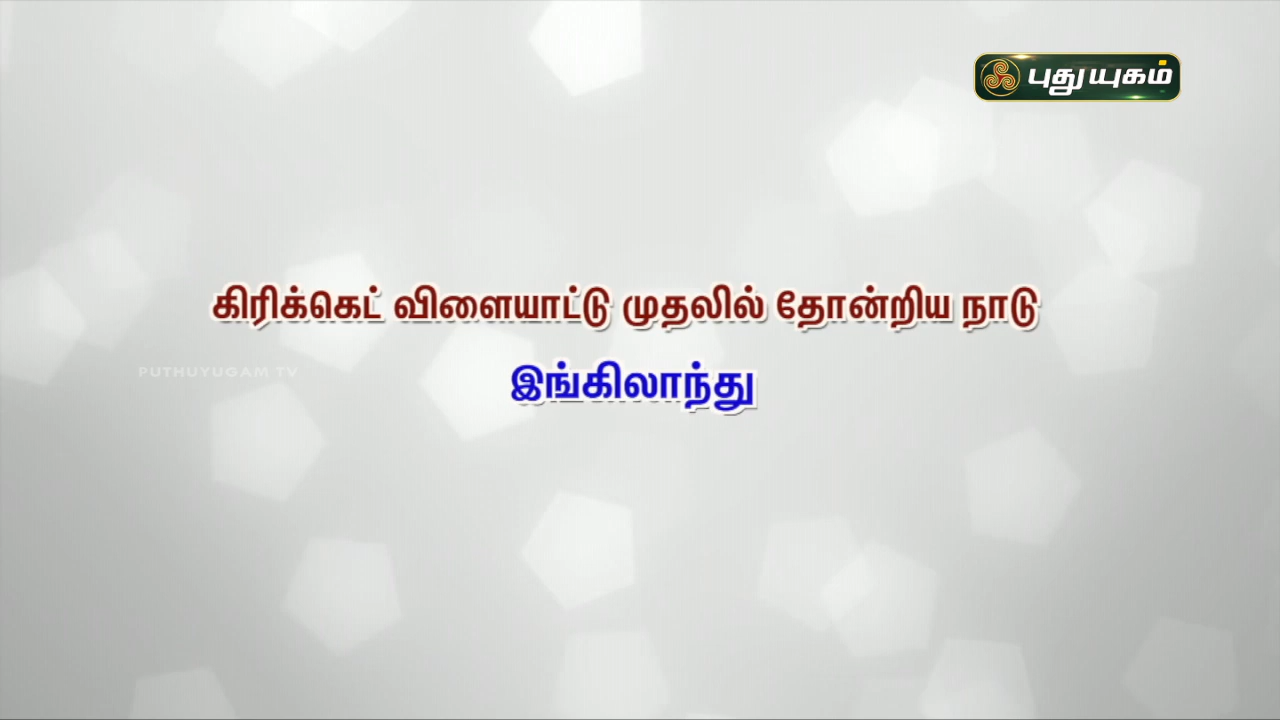 புதுயுகம்
கிரிக்கெட் விளையாட்டு முதலில் தோன்றிய நாடு
PUTHUYUGAM TV
இங்கிலாந்து